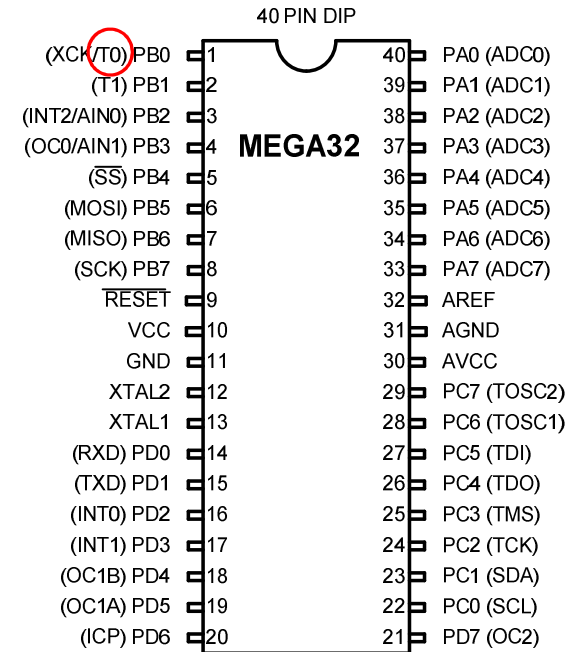 40 PIN DIP
(XCK/T0) PB0 1 40 PA0 (ADC0)
(T1) PB1 2 39 PA1 (ADC1)
(INT2/AIN0) PB2 3 38 PA2 (ADC2)
(OC0/AIN1) PB3 4 MEGA32 37 PA3 (ADC3)
(SS) PB4 5 36 PA4 (ADC4)
(MOSI) PB5 6 35 PA5 (ADC5)
(MISO) PB6 7 34 PA6 (ADC6)
(SCK) PB7 8 33 PA7 (ADC7)
RESET 9 32 AREF
VCC 10 31 AGND
GND 11 30 AVCC
XTAL2 12 29 PC7 (TOSC2)
XTAL1 13 28 PC6 (TOSC1)
(RXD) PD0 14 27 PC5 (TDI)
(TXD) PD1 15 26 PC4 (TDO)
(INT0) PD2 16 25 PC3 (TMS)
(INT1) PD3 17 24 PC2 (TCK)
(OC1B) PD4 18 23 PC1 (SDA)
(OC1A) PD5 19 22 PC0 (SCL)
(ICP) PD6 20 21 PD7 (OC2)